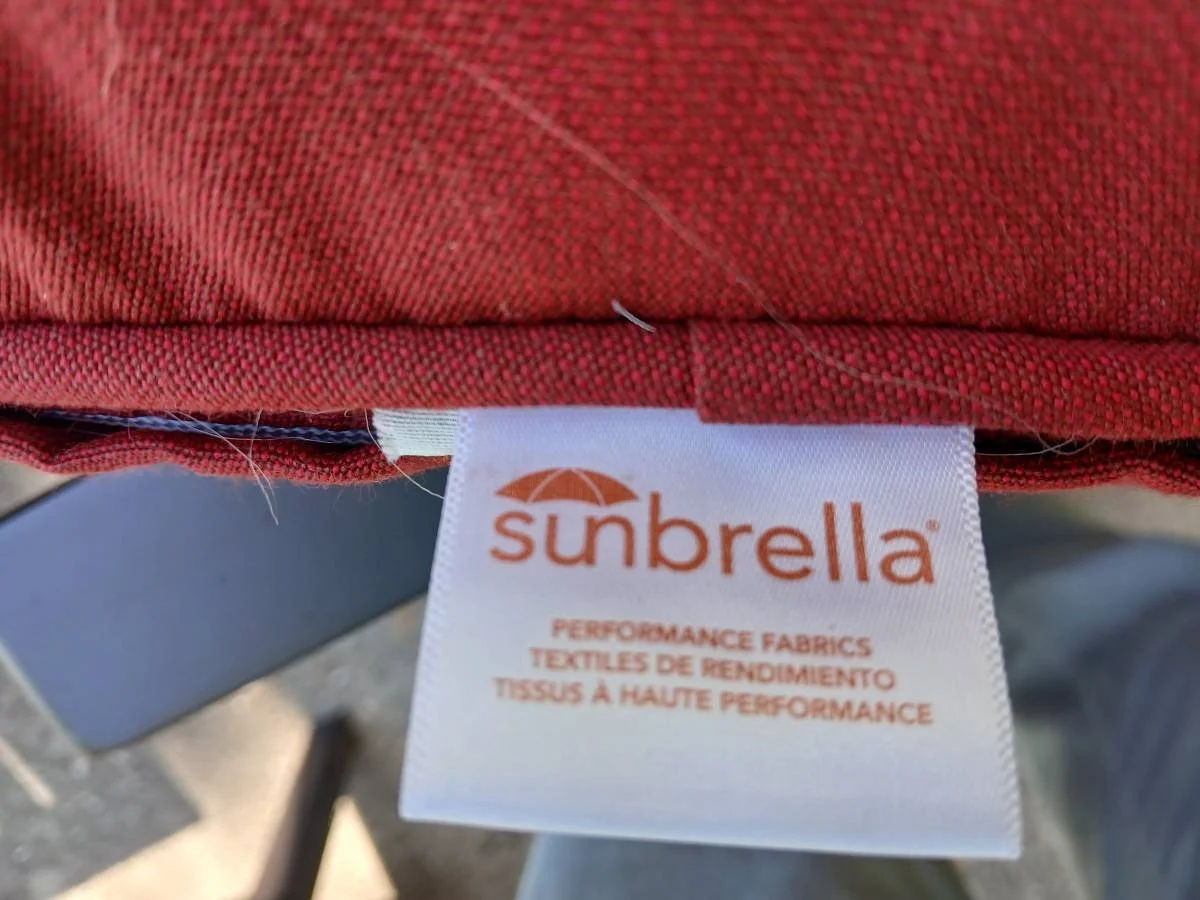 sunbrella®
PERFORMANCE FABRICS
TEXTILES DE RENDIMIENTO
TISSUS À HAUTE PERFORMANCE